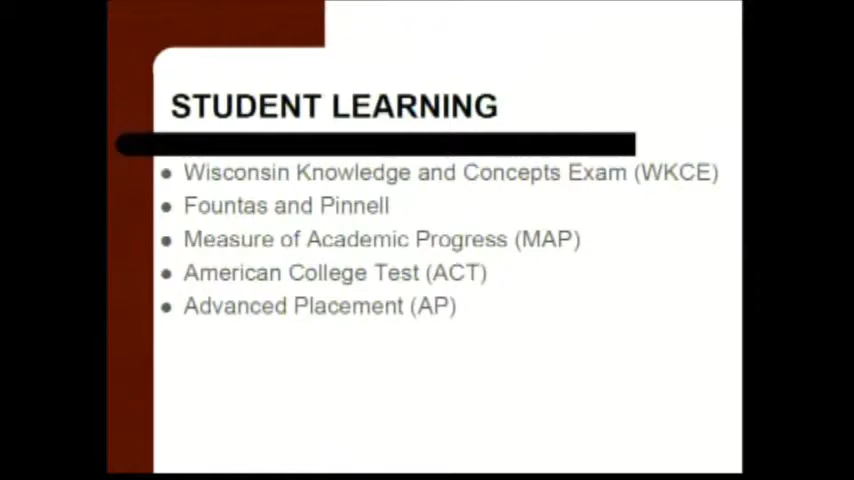 STUDENT LEARNING
● Wisconsin Knowledge and Concepts Exam (WKCE)
● Fountas and Pinnell
● Measure of Academic Progress (MAP)
● American College Test (ACT)
● Advanced Placement (AP)